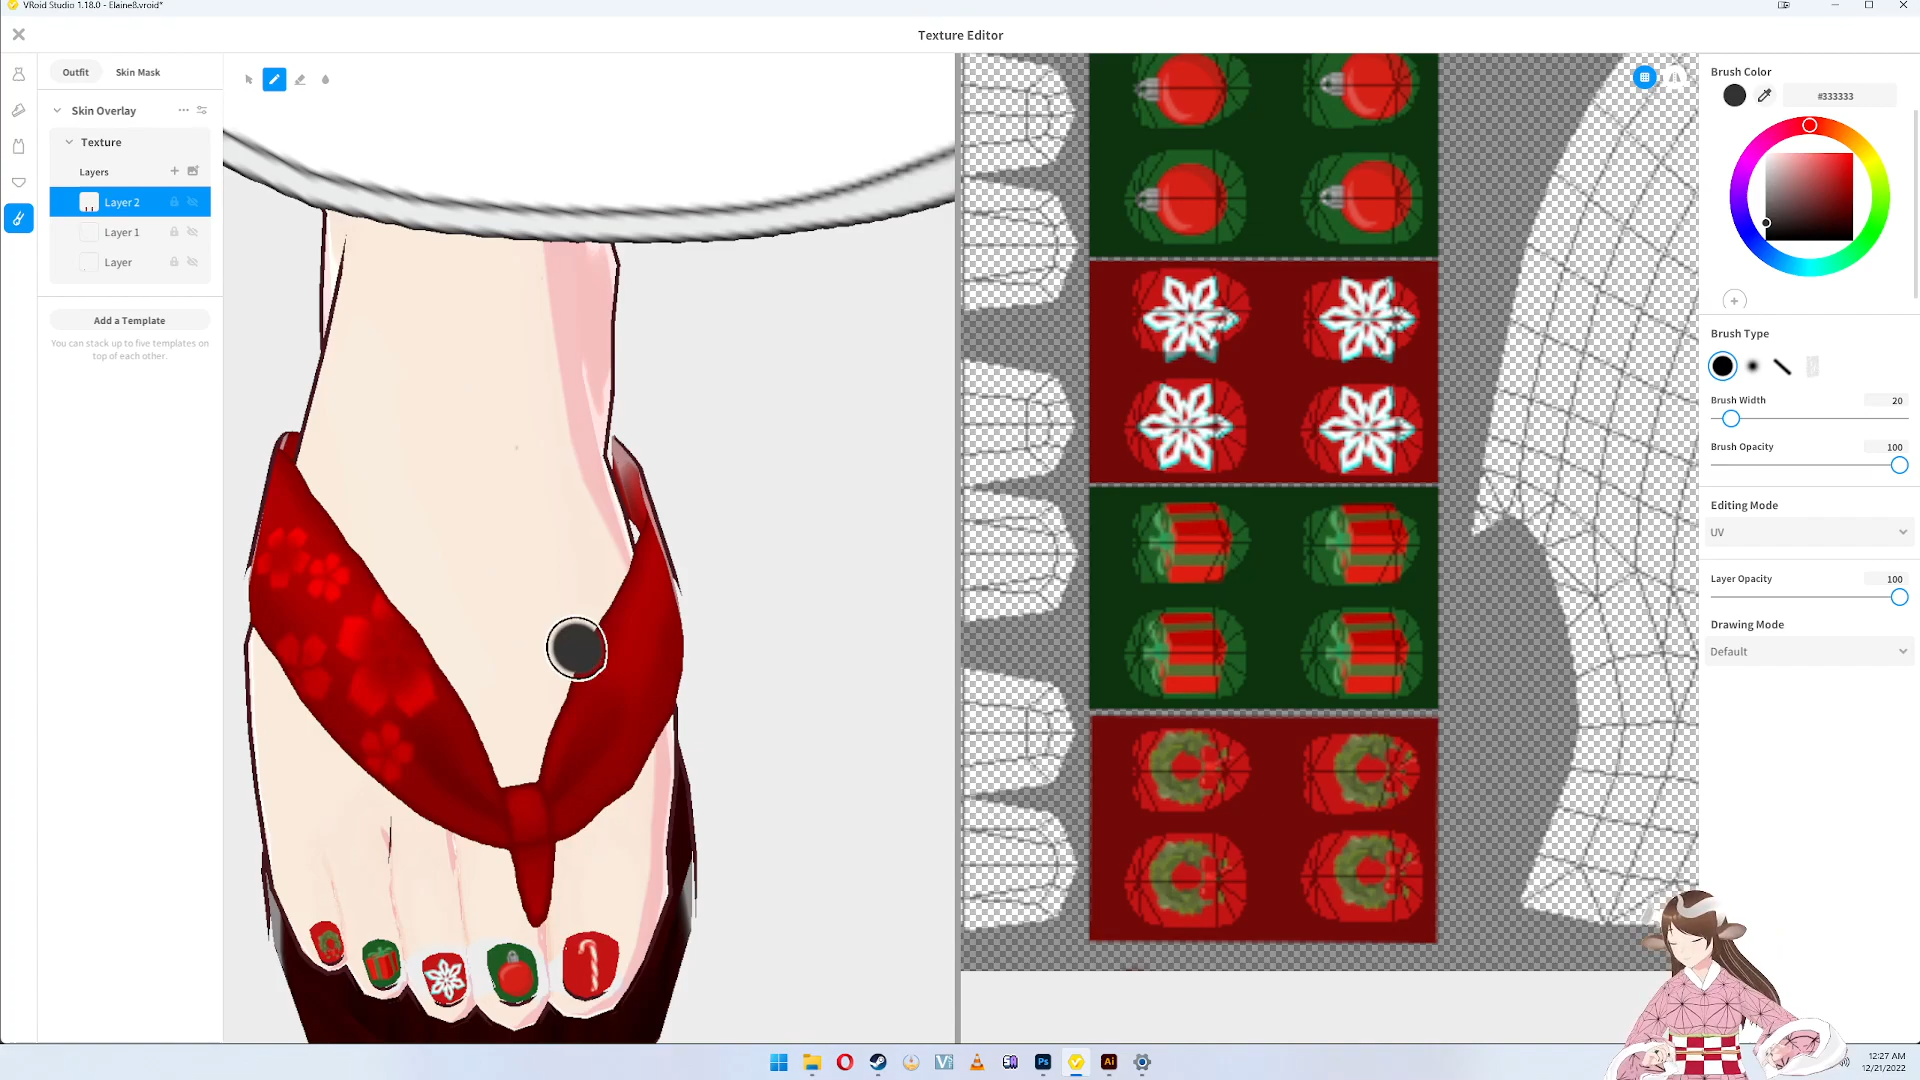 VRoid Studio 1.18.0 - Elaine8.vroid*
Texture Editor
Outfit
Skin Mask
Skin Overlay
Texture
Layers
Layer 2
Layer 1
Layer
Add a Template
You can stack up to five templates on
top of each other.
Brush Color
#333333
Brush Type
Brush Width
20
Brush Opacity
100
Editing Mode
UV
Layer Opacity
100
Drawing Mode
Default
Ps
Ai
12:27 AM
12/21/2022